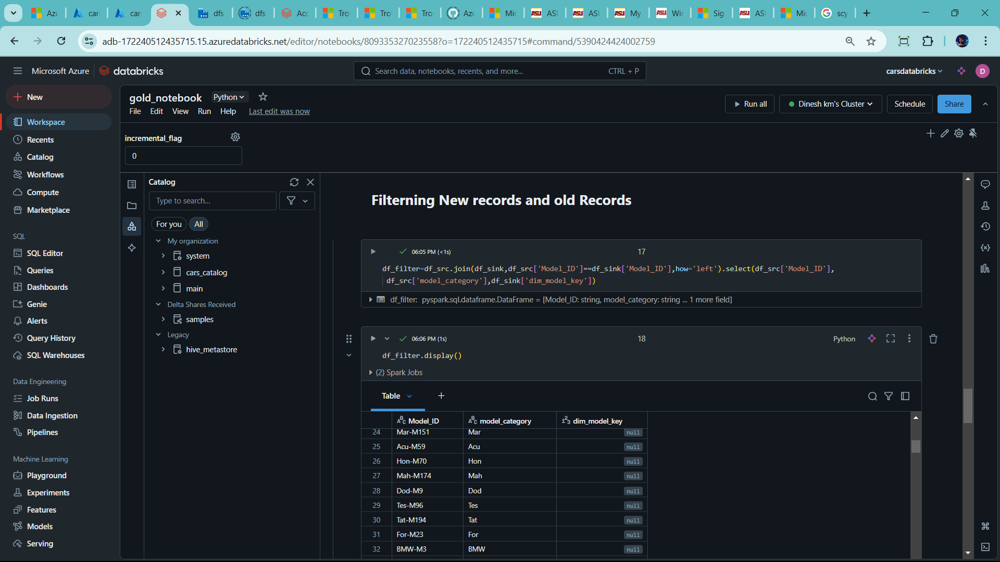 Azu
car
car
dfs
dfs
Acc
Tro
Tro
Tro
Azu
Mic
ASU
ASU
My
Wi
Sig
AS
Mic
scy
adb-172240512435715.15.azuredatabricks.net/editor/notebooks/809335327023558?o=172240512435715#command/5390424424002759
Microsoft Azure databricks
Search data, notebooks, recents, and more... CTRL + P
carsdatabricks
D
New
Workspace
Recents
Catalog
Workflows
Compute
Marketplace
SQL
SQL Editor
Queries
Dashboards
Genie
Alerts
Query History
SQL Warehouses
Data Engineering
Job Runs
Data Ingestion
Pipelines
Machine Learning
Playground
Experiments
Features
Models
Serving
gold_notebook Python
File Edit View Run Help Last edit was now
Run all Dinesh km's Cluster Schedule Share
incremental_flag
0
Catalog
Type to search...
For you All
My organization
system
cars_catalog
main
Delta Shares Received
samples
Legacy
hive_metastore
Filterning New records and old Records
06:05 PM (<1s) 17
df_filter=df_src.join(df_sink,df_src['Model_ID']==df_sink['Model_ID'],how='left').select(df_src['Model_ID'],
df_src['model_category'],df_sink['dim_model_key'])
df_filter: pyspark.sql.dataframe.DataFrame = [Model_ID: string, model_category: string ... 1 more field]
06:06 PM (1s) 18 Python
df_filter.display()
(2) Spark Jobs
Table
Model_ID model_category dim_model_key
24 Mar-M151 Mar null
25 Acu-M59 Acu null
26 Hon-M70 Hon null
27 Mah-M174 Mah null
28 Dod-M9 Dod null
29 Tes-M96 Tes null
30 Tat-M194 Tat null
31 For-M23 For null
32 BMW-M3 BMW null